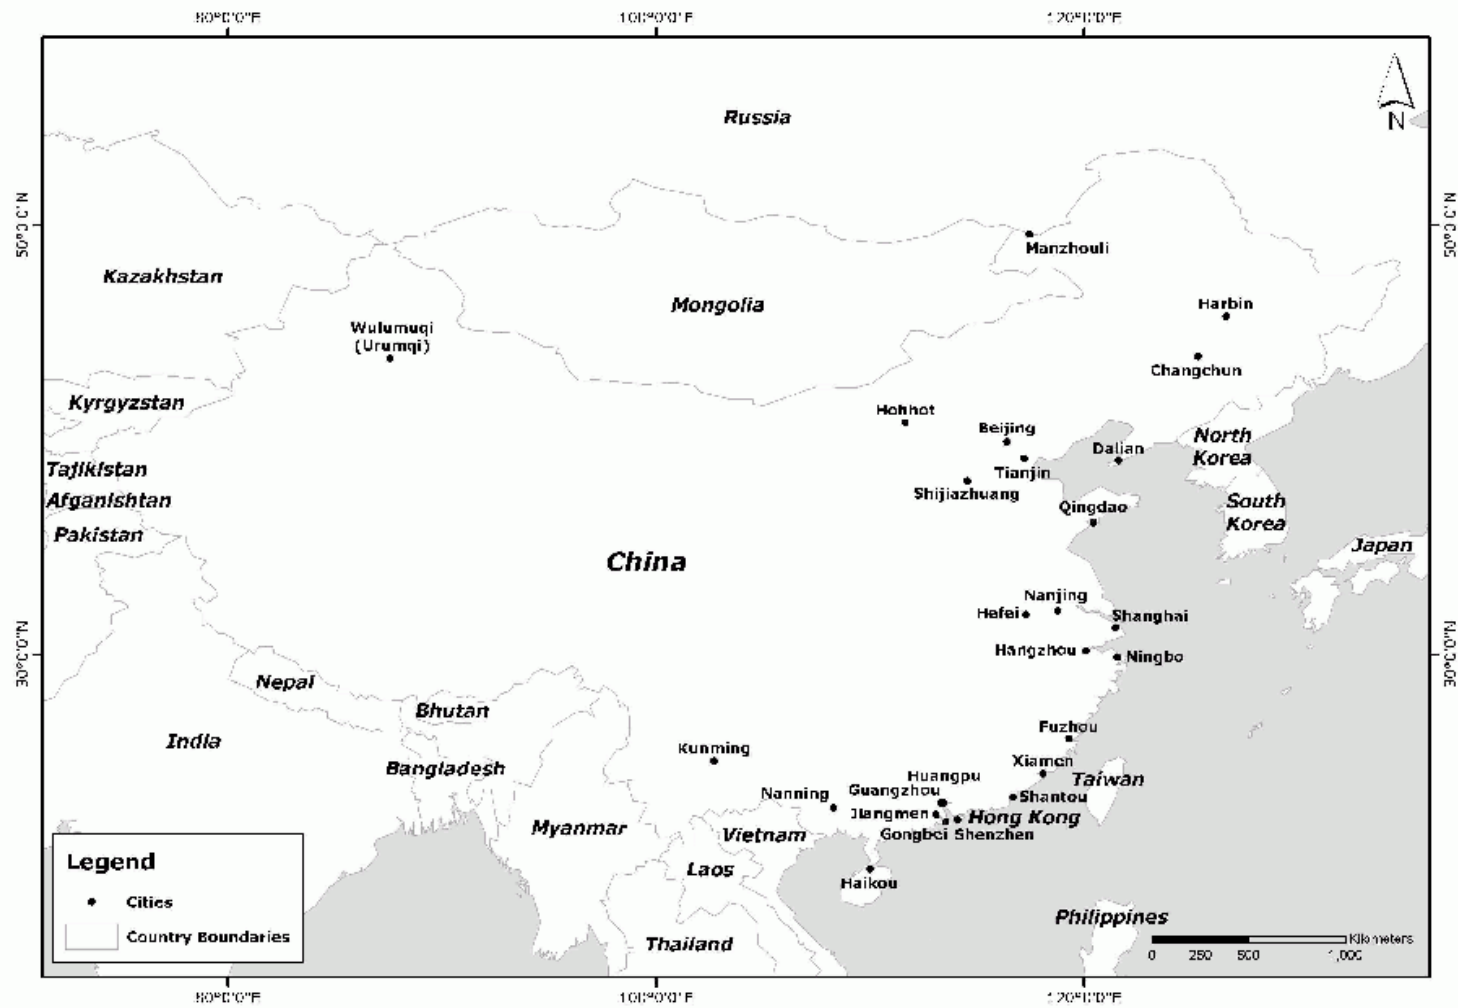 80°0'0"E
100°0'0"E
120°0'0"E
N
Russia
50°0'0"N
50°0'0"N
Manzhouli
Kazakhstan
Mongolia
Harbin
Wulumuqi
(Urumqi)
Changchun
Kyrgyzstan
Hohhot
Beijing
North
Korea
Dalian
Tajikistan
Tianjin
Shijiazhuang
Afganishtan
Qingdao
South
Korea
Pakistan
Japan
China
Nanjing
Hefei
Shanghai
30°0'0"N
30°0'0"N
Hangzhou
Ningbo
Nepal
Bhutan
Fuzhou
India
Kunming
Xiamen
Bangladesh
Huangpu
Taiwan
Guangzhou
Nanning
Shantou
Jiangmen
Hong Kong
Myanmar
Vietnam
Gongbei Shenzhen
Legend
Laos
Haikou
Cities
Philippines
Country Boundaries
Thailand
Kilometers
0 250 500 1,000
80°0'0"E
100°0'0"E
120°0'0"E